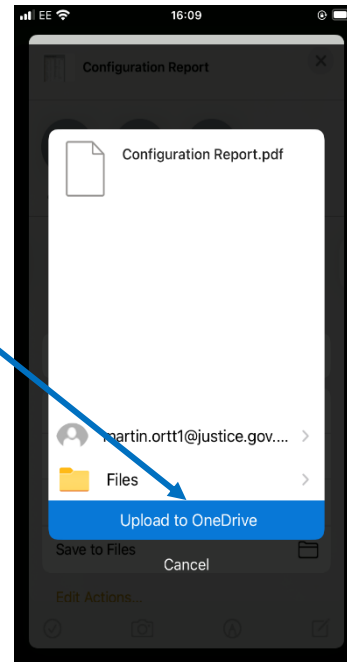 EE 16:09
Configuration Report
Configuration Report.pdf
martin.ortt1@justice.gov....
Files
Upload to OneDrive
Save to Files
Cancel
Edit Actions...